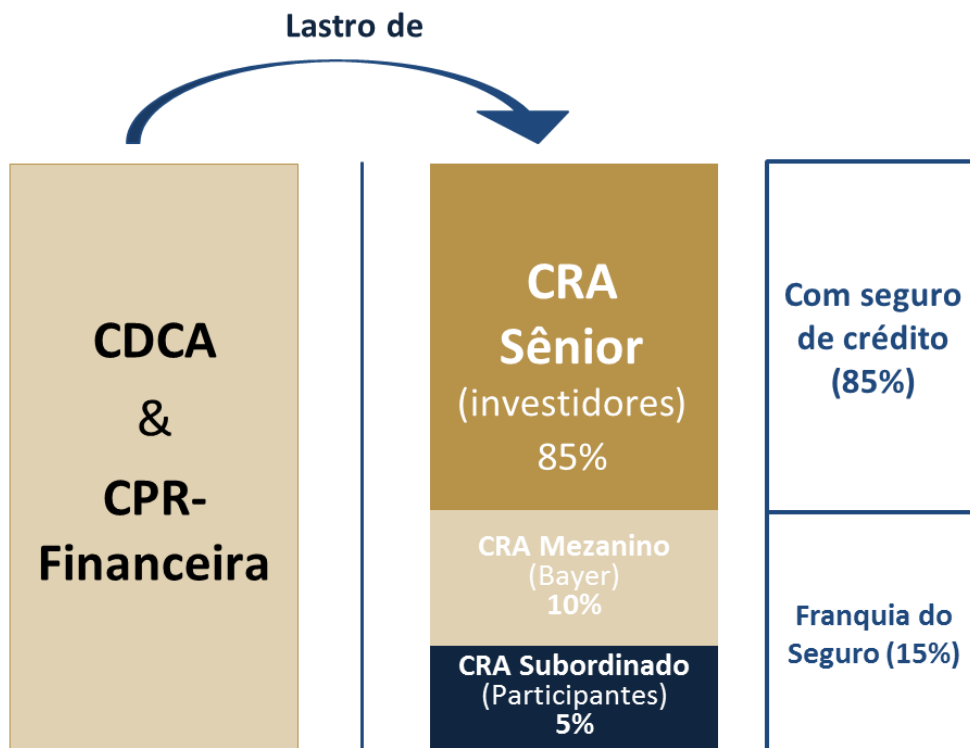 Lastro de
CDCA
&
CPR-
Financeira
CRA
Sênior
(investidores)
85%
CRA Mezanino
(Bayer)
10%
CRA Subordinado
(Participantes)
5%
Com seguro
de crédito
(85%)
Franquia do
Seguro (15%)